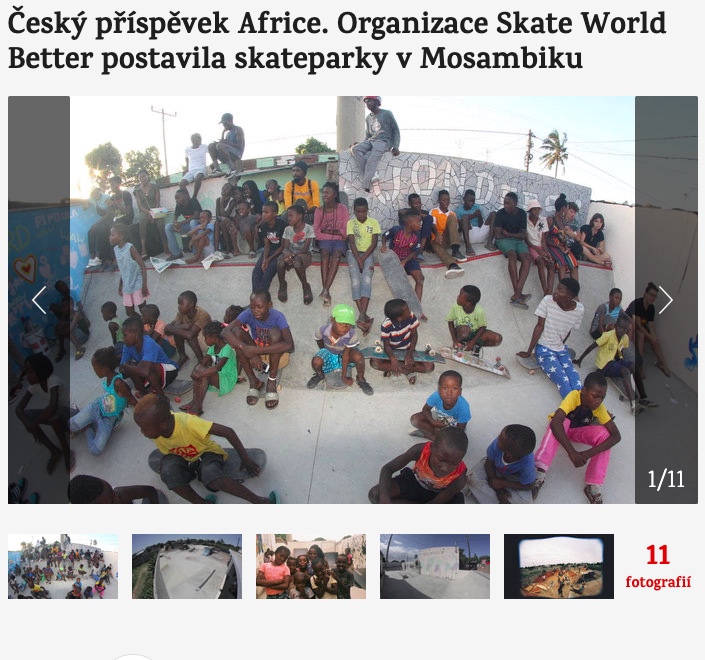 Český příspěvek Africe. Organizace Skate World
Better postavila skateparky v Mosambiku
1/11
11
fotografií